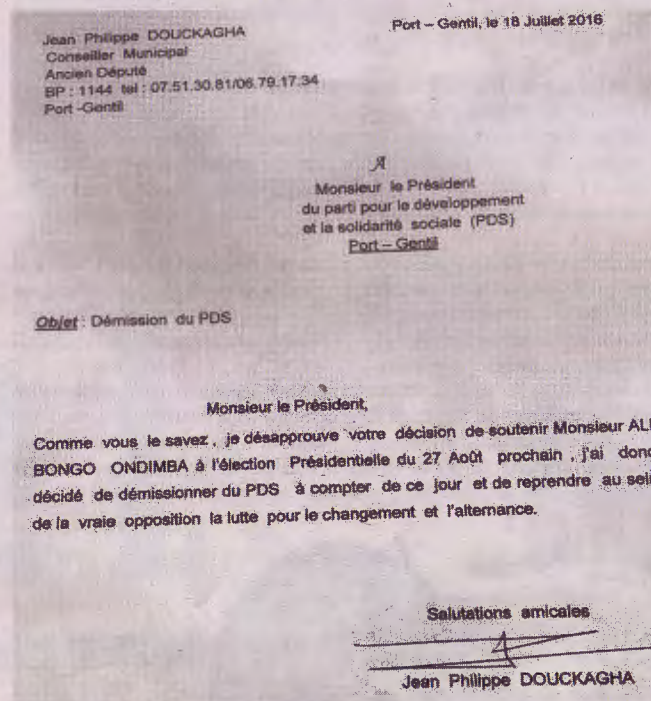 Port – Gentil, le 18 Juillet 2016
Jean Philippe DOUCKAGHA
Conseiller Municipal
Ancien Député
BP : 1144 tel : 07.51.30.81/06.79.17.34
Port -Gentil
A
Monsieur le Président
du parti pour le développement
et la solidarité sociale (PDS)
Port – Gentil
Objet : Démission du PDS
Monsieur le Président,
Comme vous le savez , je désapprouve votre décision de soutenir Monsieur ALI
BONGO ONDIMBA à l'élection Présidentielle du 27 Août prochain , j'ai donc
décidé de démissionner du PDS à compter de ce jour et de reprendre au sein
de la vraie opposition la lutte pour le changement et l'alternance.
Salutations amicales
Jean Philippe DOUCKAGHA